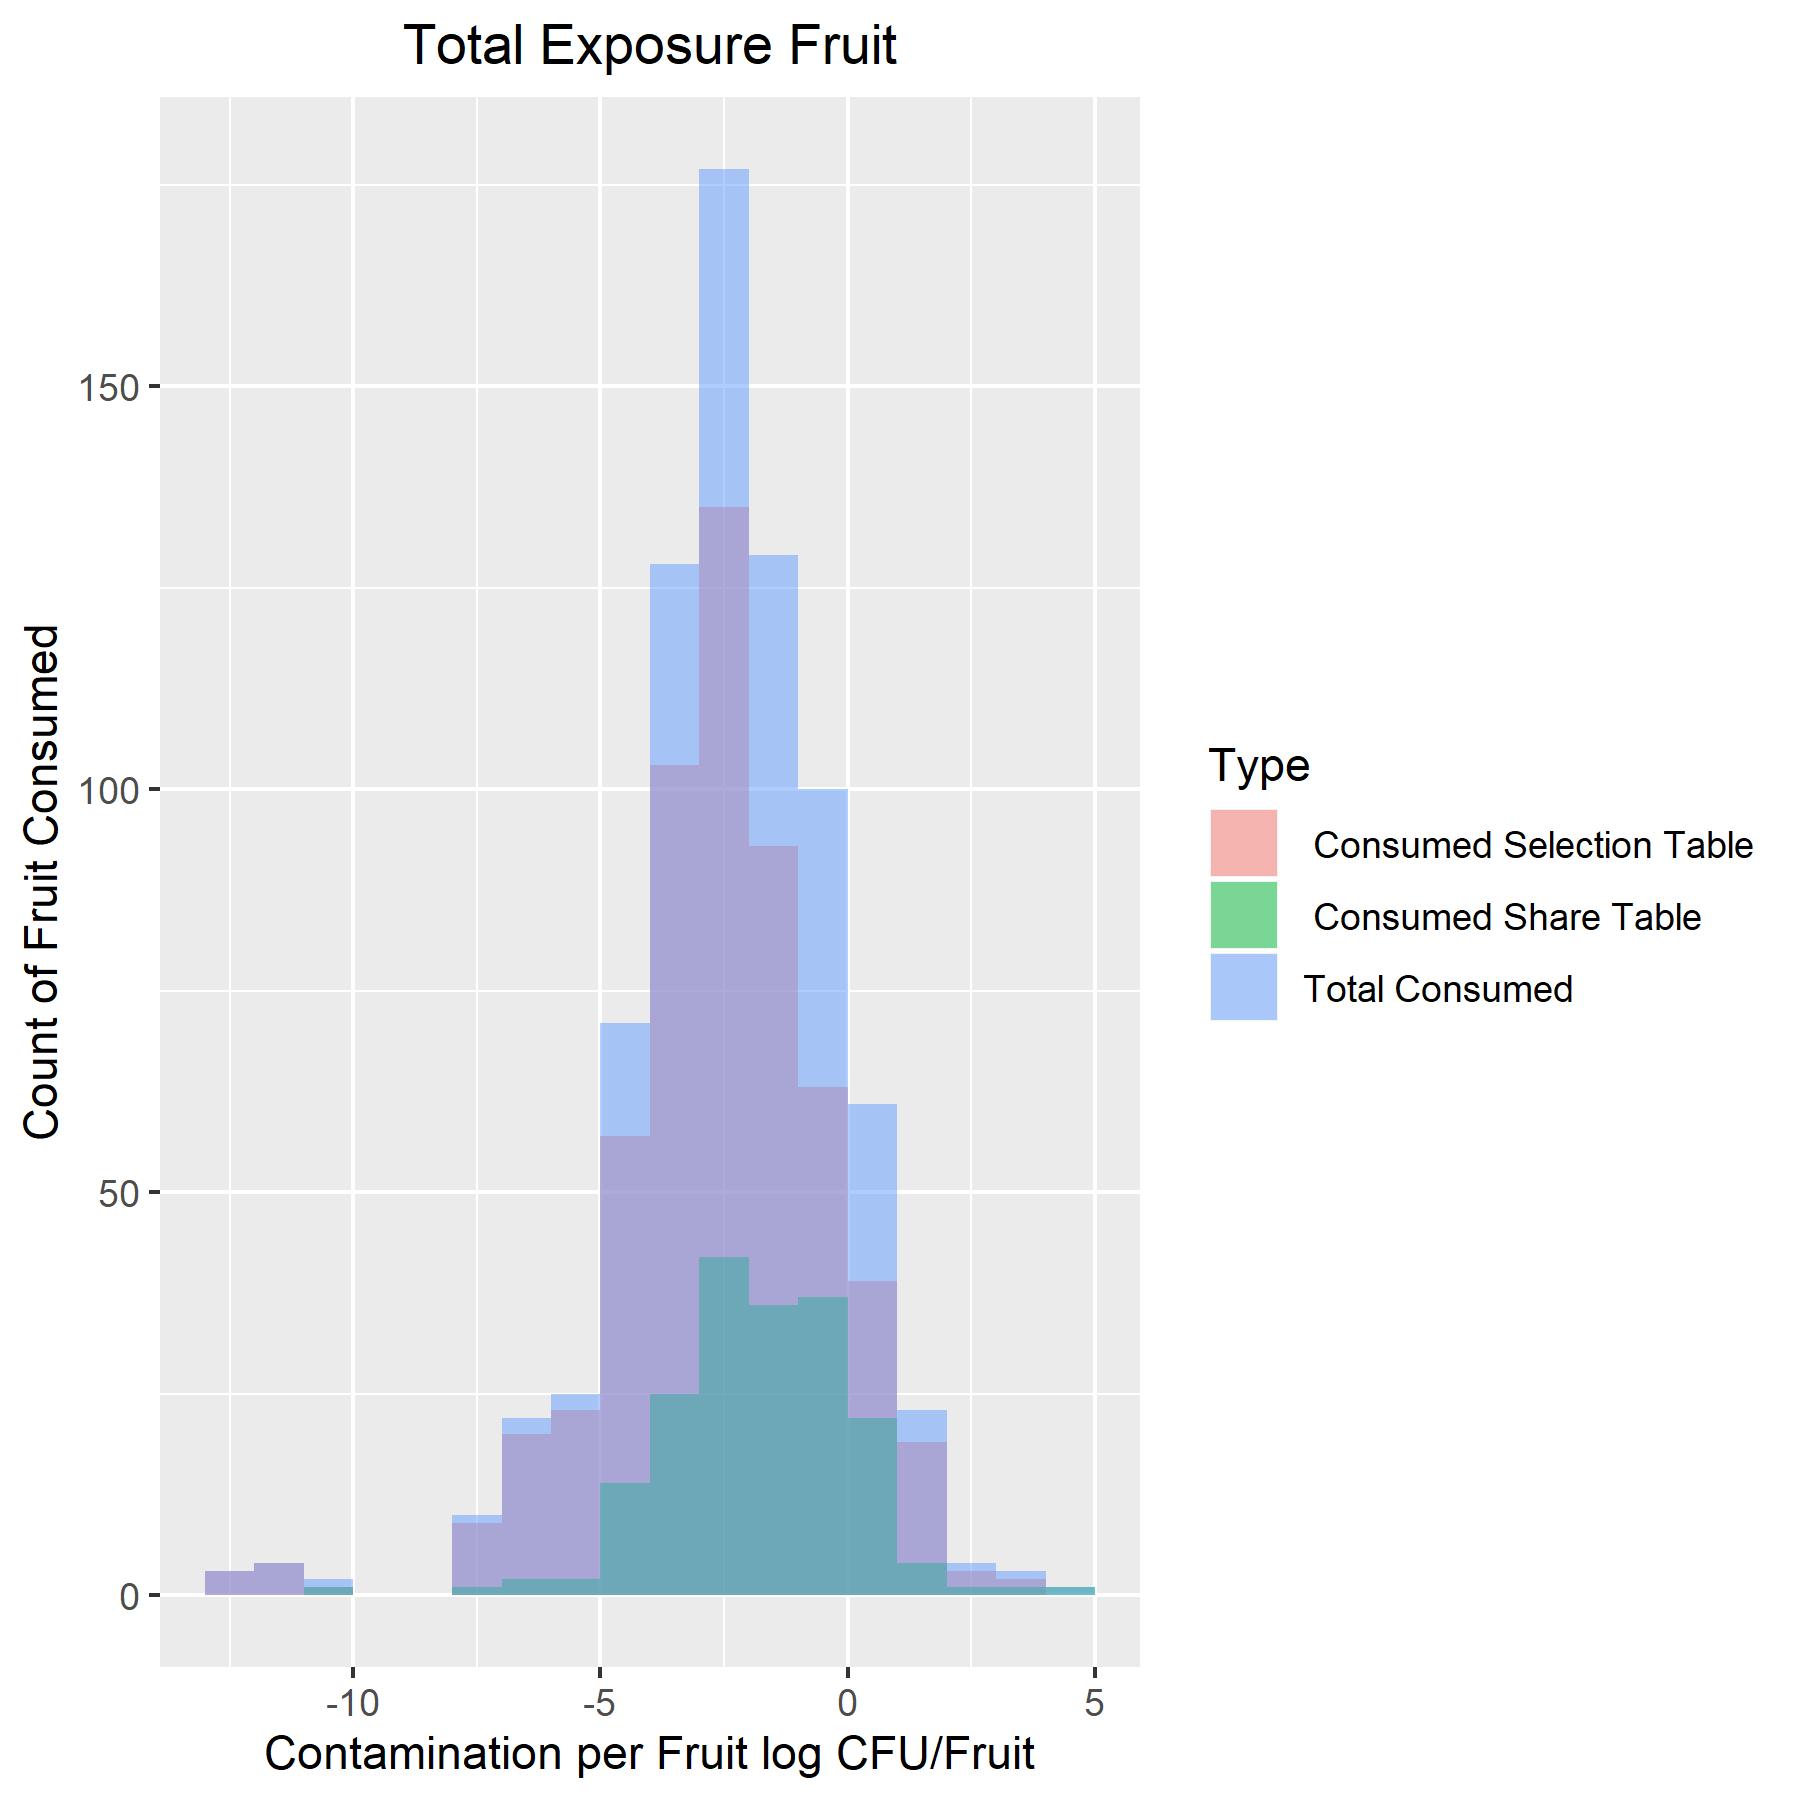 Total Exposure Fruit
Count of Fruit Consumed
150
100
50
0
-10
-5
0
5
Contamination per Fruit log CFU/Fruit
Type
Consumed Selection Table
Consumed Share Table
Total Consumed